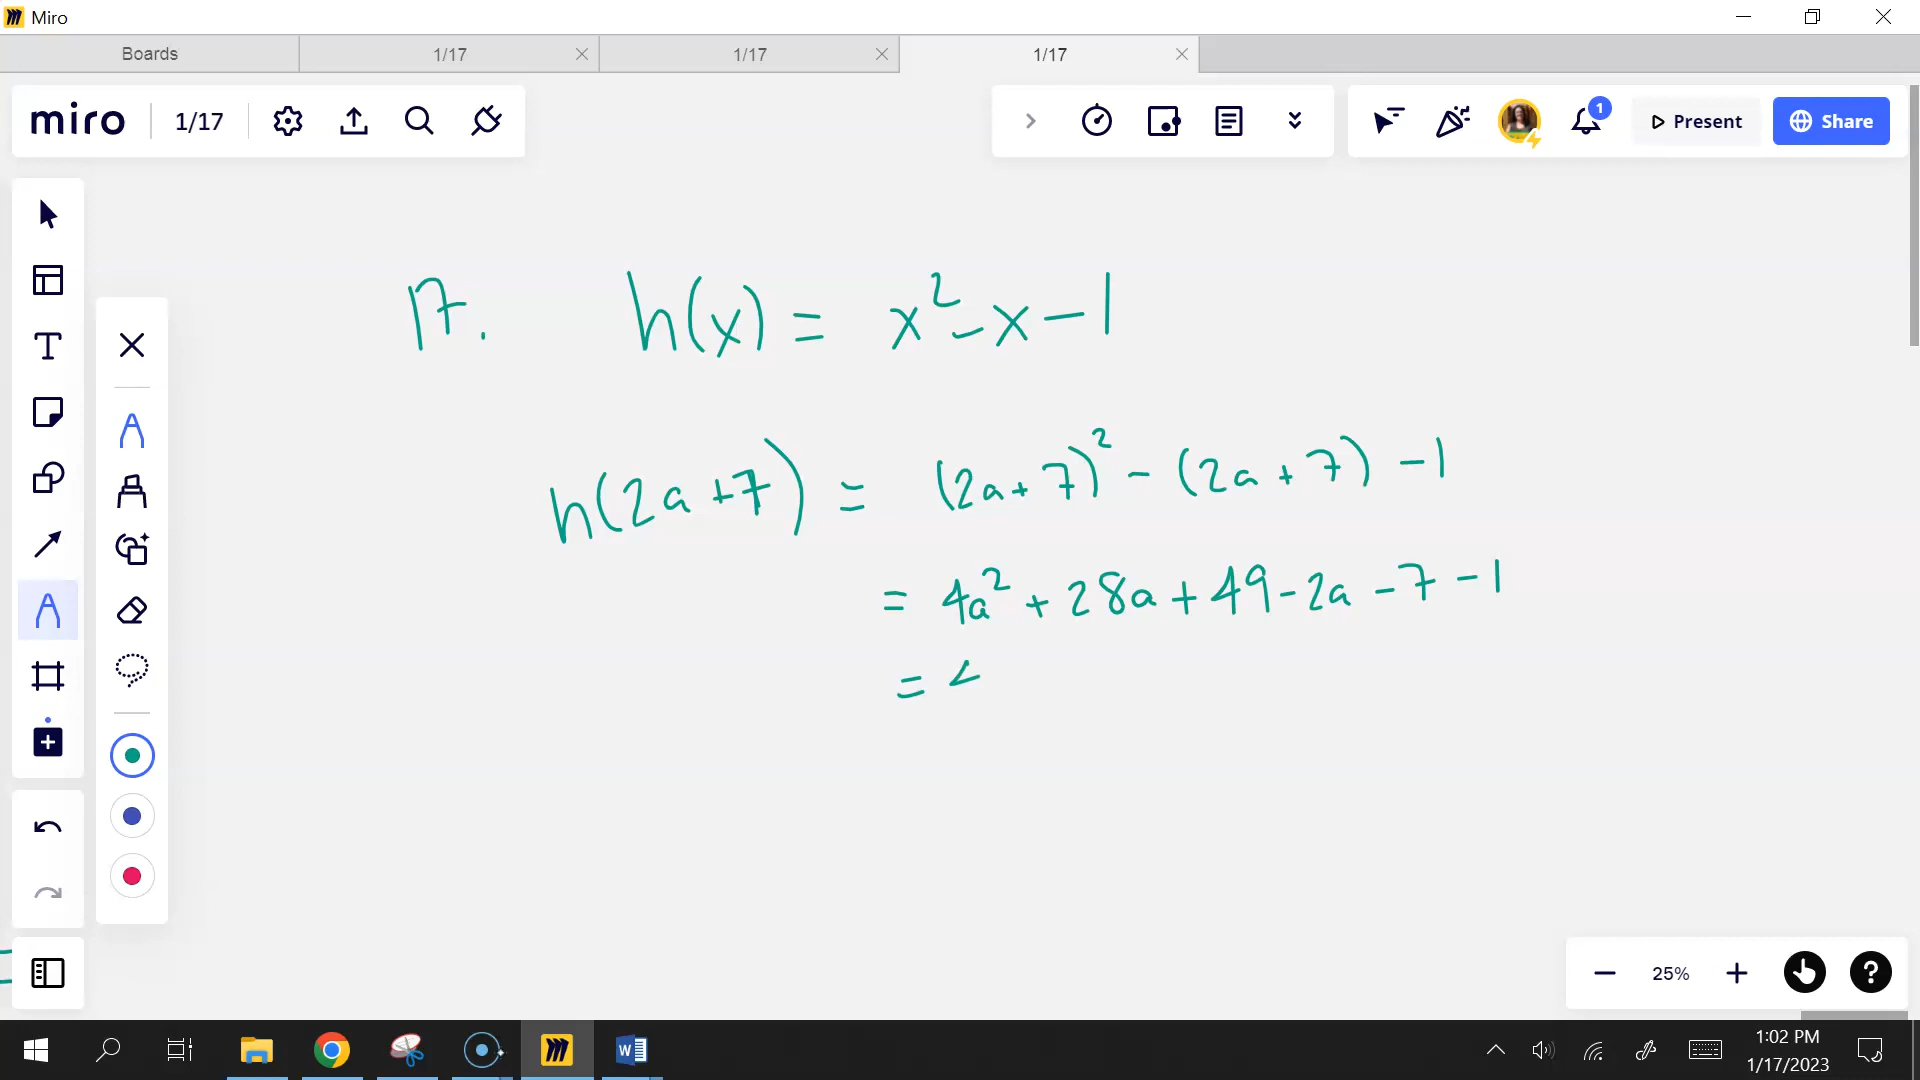 Miro
Boards 1/17 1/17 1/17
miro 1/17 1 Present Share
17. h(x) = x² - x - 1
h(2a + 7) = (2a + 7)² - (2a + 7) - 1
= 4a² + 28a + 49 - 2a - 7 - 1
=
25% ?
1:02 PM
1/17/2023